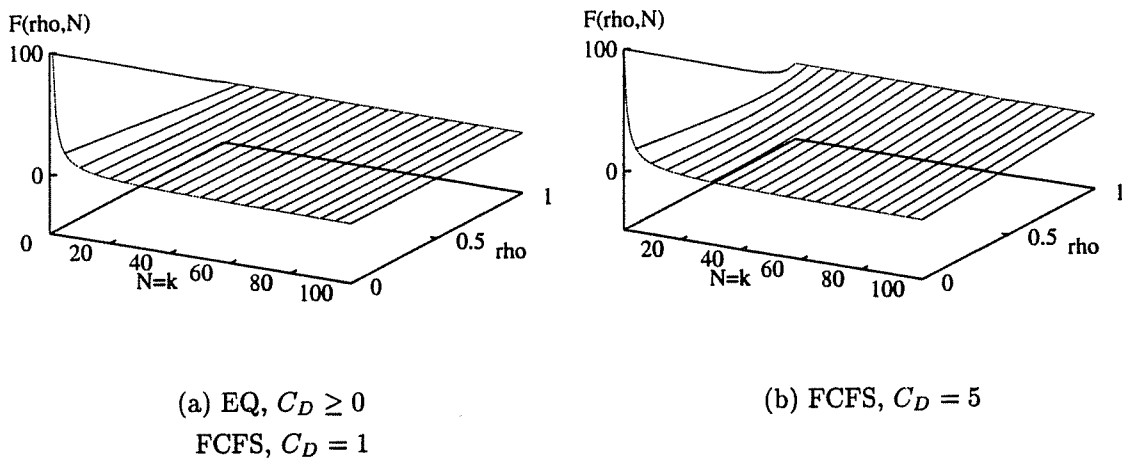 F(rho,N)
100
0
0
20
40
60
80
100
N=k
0
0.5
1
rho
F(rho,N)
100
0
20
40
60
80
100
N=k
0
0.5
1
rho
(a) EQ, C_D ≥ 0
FCFS, C_D = 1
(b) FCFS, C_D = 5